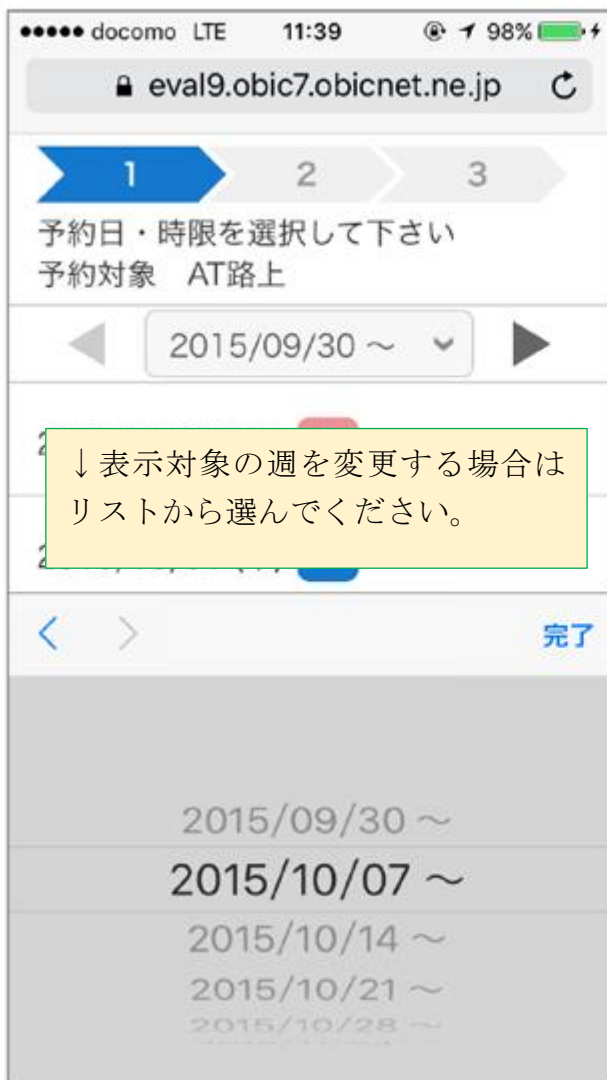 docomo LTE 11:39 98%
eval9.obic7.obicnet.ne.jp
1 2 3
予約日・時限を選択して下さい
予約対象 AT路上
2015/09/30 ~
↓表示対象の週を変更する場合は
リストから選んでください。
完了
2015/09/30 ~
2015/10/07 ~
2015/10/14 ~
2015/10/21 ~
2015/10/28 ~